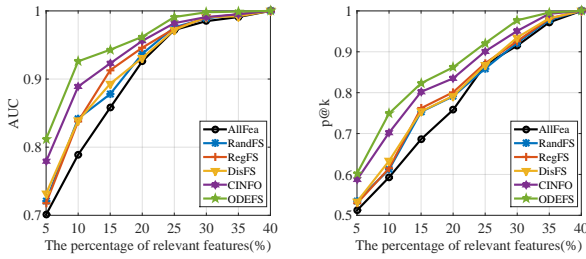 1
0.9
0.8
0.7
AUC
AllFea
RandFS
RegFS
DisFS
CINFO
ODEFS
5 10 15 20 25 30 35 40
The percentage of relevant features(%)
1
0.9
0.8
0.7
0.6
0.5
p@k
AllFea
RandFS
RegFS
DisFS
CINFO
ODEFS
5 10 15 20 25 30 35 40
The percentage of relevant features(%)